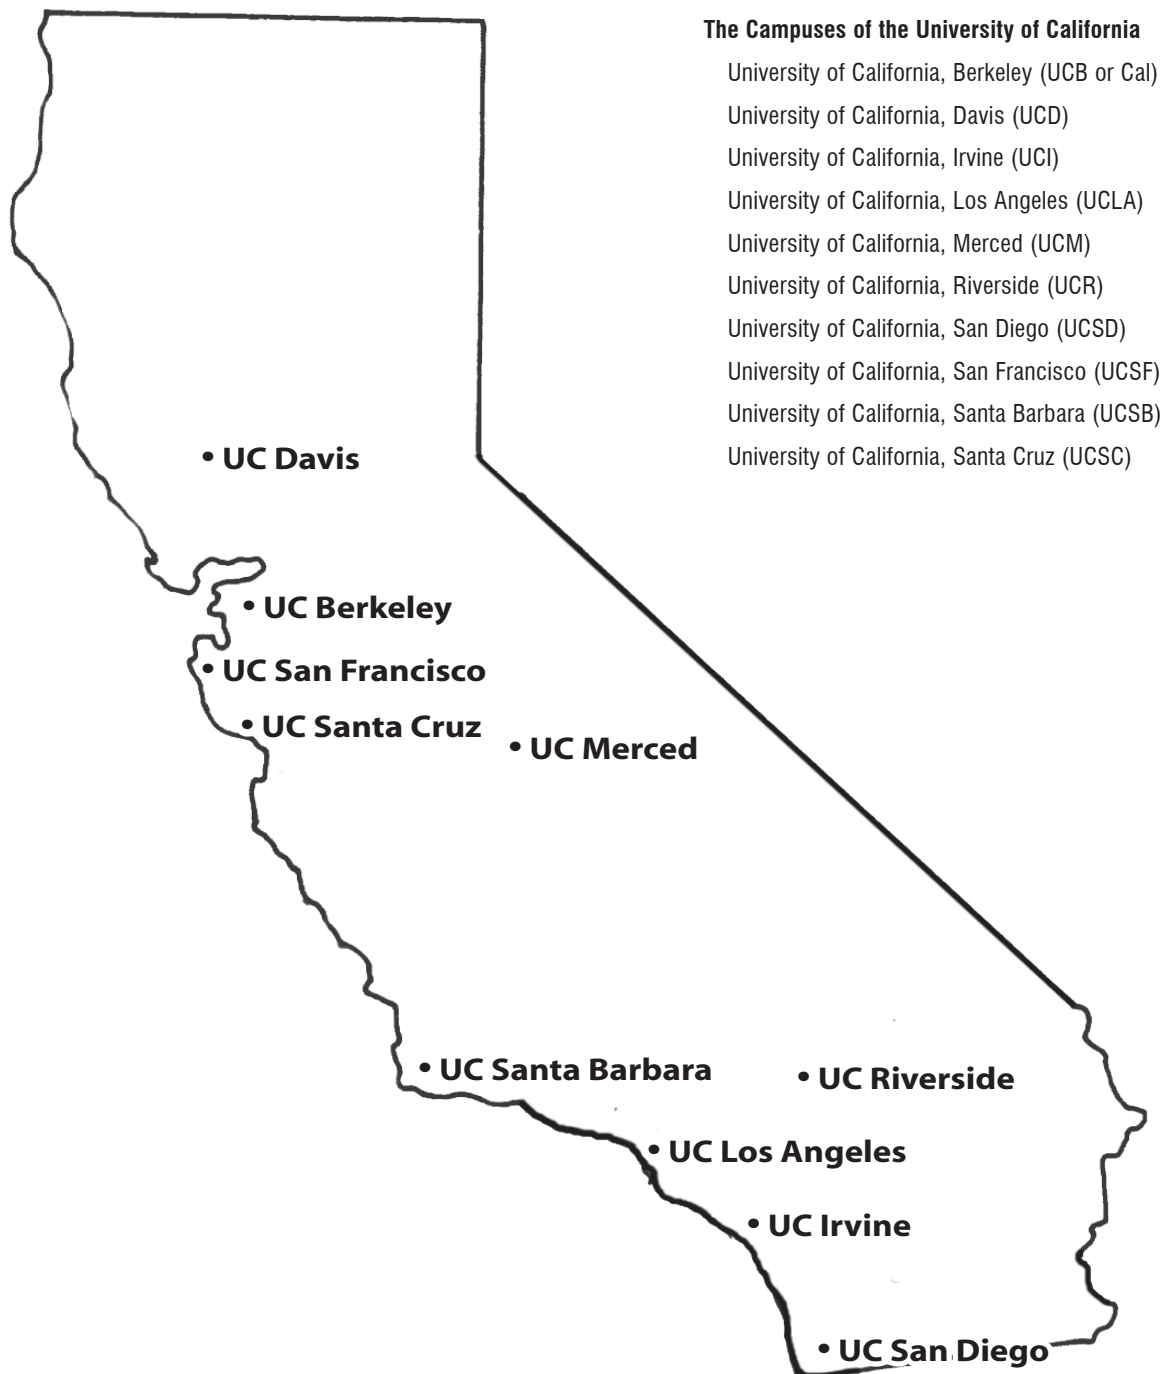 The Campuses of the University of California
University of California, Berkeley (UCB or Cal)
University of California, Davis (UCD)
University of California, Irvine (UCI)
University of California, Los Angeles (UCLA)
University of California, Merced (UCM)
University of California, Riverside (UCR)
University of California, San Diego (UCSD)
University of California, San Francisco (UCSF)
University of California, Santa Barbara (UCSB)
University of California, Santa Cruz (UCSC)
• UC Davis
• UC Berkeley
• UC San Francisco
• UC Santa Cruz
• UC Merced
• UC Santa Barbara
• UC Riverside
• UC Los Angeles
• UC Irvine
• UC San Diego